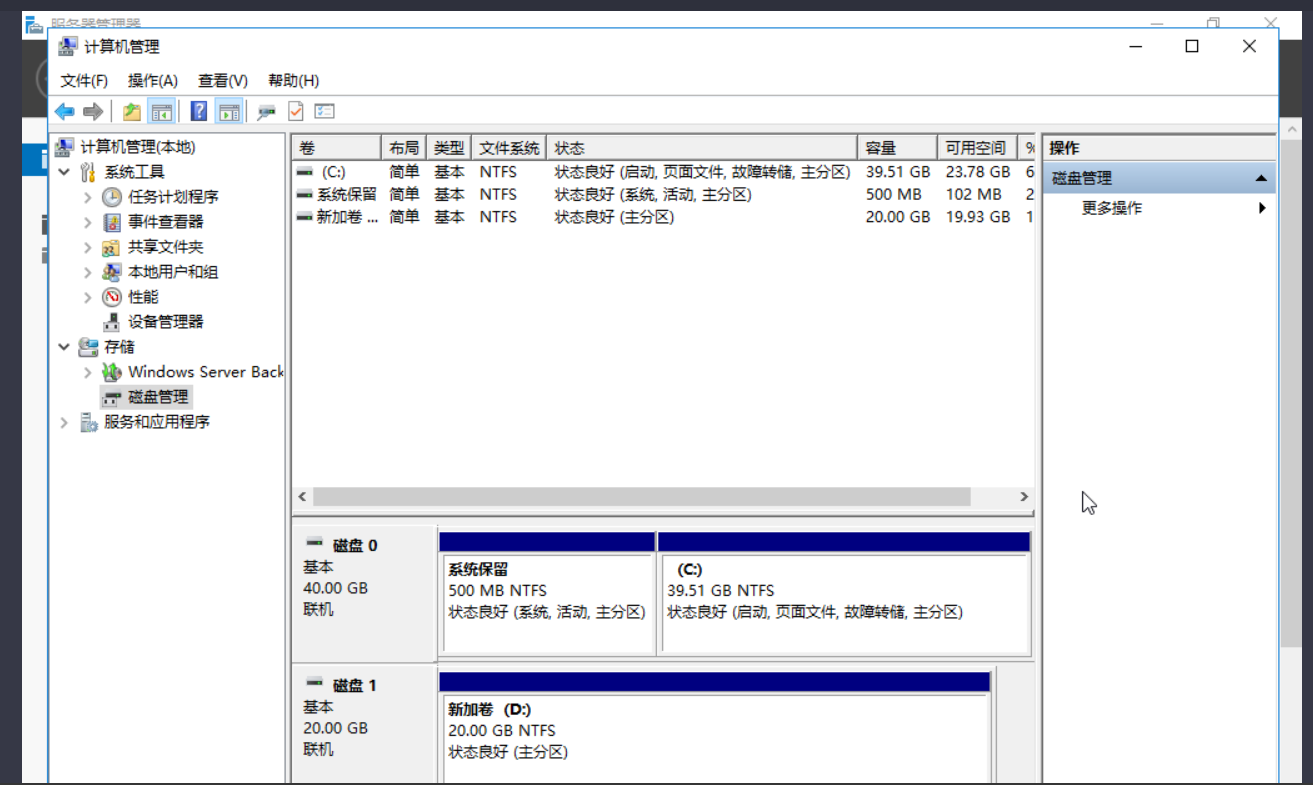 服务器管理器
计算机管理
文件(F) 操作(A) 查看(V) 帮助(H)
计算机管理(本地)
系统工具
任务计划程序
事件查看器
共享文件夹
本地用户和组
性能
设备管理器
存储
Windows Server Back
磁盘管理
服务和应用程序
卷 布局 类型 文件系统 状态 容量 可用空间 %
(C:) 简单 基本 NTFS 状态良好 (启动, 页面文件, 故障转储, 主分区) 39.51 GB 23.78 GB 6
系统保留 简单 基本 NTFS 状态良好 (系统, 活动, 主分区) 500 MB 102 MB 2
新加卷 ... 简单 基本 NTFS 状态良好 (主分区) 20.00 GB 19.93 GB 1
磁盘 0
基本
40.00 GB
联机
系统保留
500 MB NTFS
状态良好 (系统, 活动, 主分区)
(C:)
39.51 GB NTFS
状态良好 (启动, 页面文件, 故障转储, 主分区)
磁盘 1
基本
20.00 GB
联机
新加卷 (D:)
20.00 GB NTFS
状态良好 (主分区)
操作
磁盘管理
更多操作